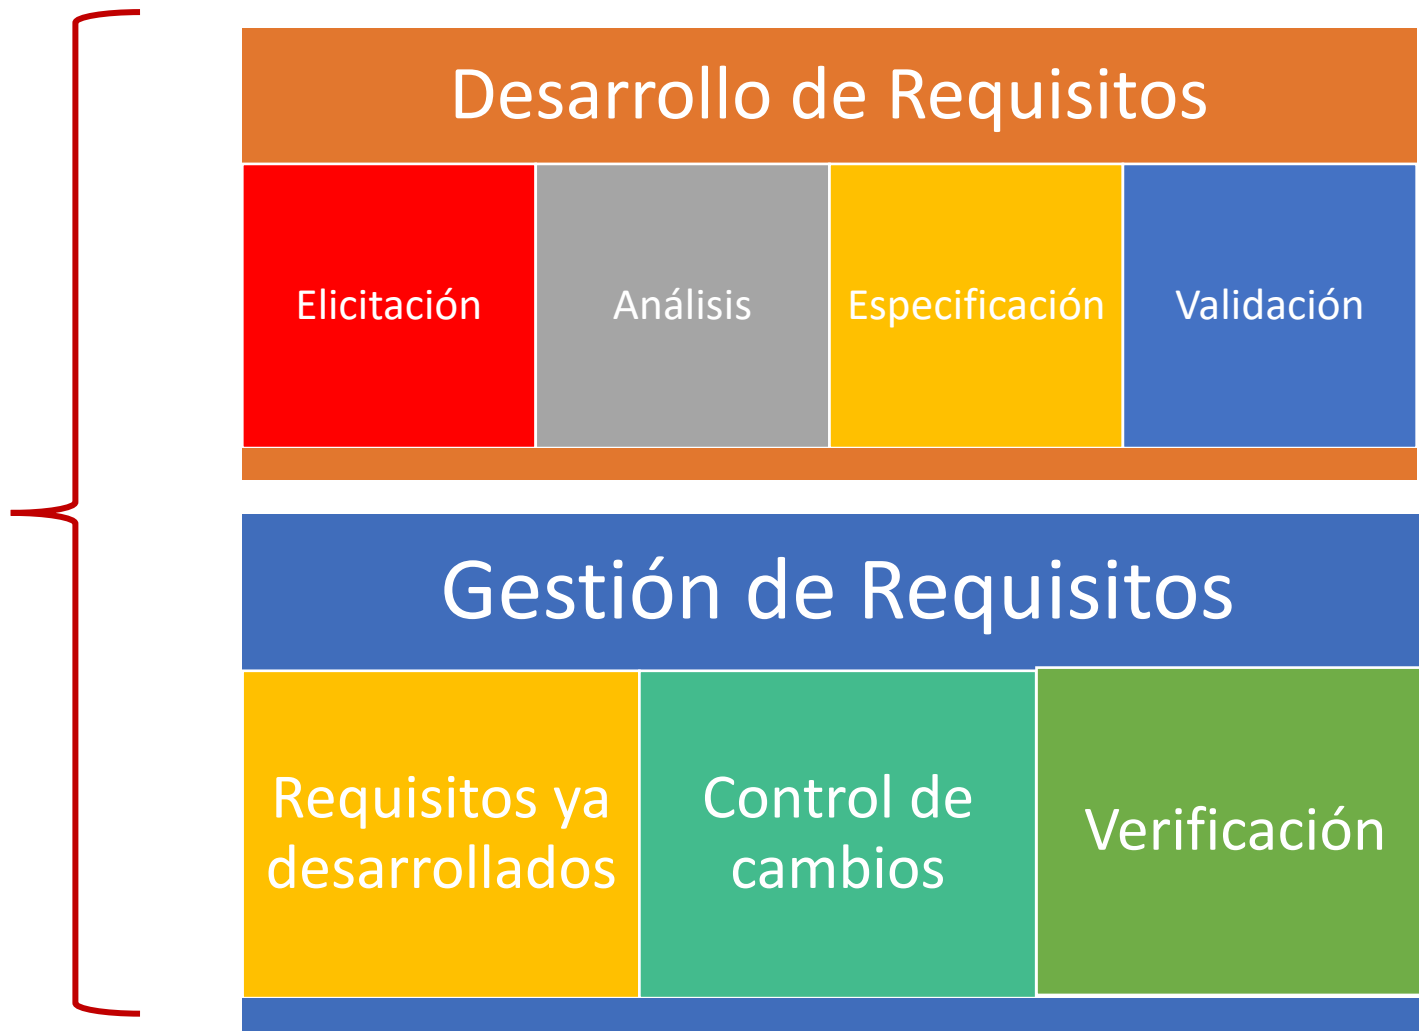 Desarrollo de Requisitos
Elicitación
Análisis
Especificación
Validación
Gestión de Requisitos
Requisitos ya
desarrollados
Control de
cambios
Verificación